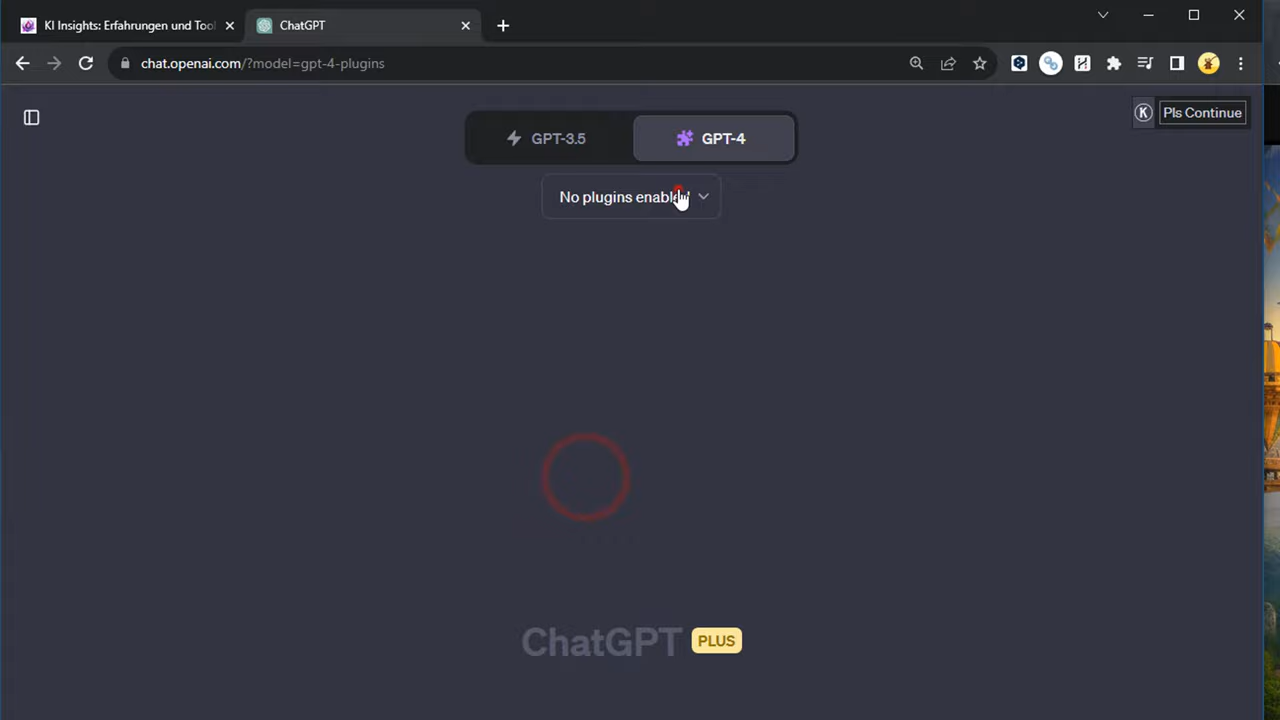 KI Insights: Erfahrungen und Tool
ChatGPT
chat.openai.com/?model=gpt-4-plugins
K
Pls Continue
GPT-3.5
GPT-4
No plugins enabled
ChatGPT PLUS